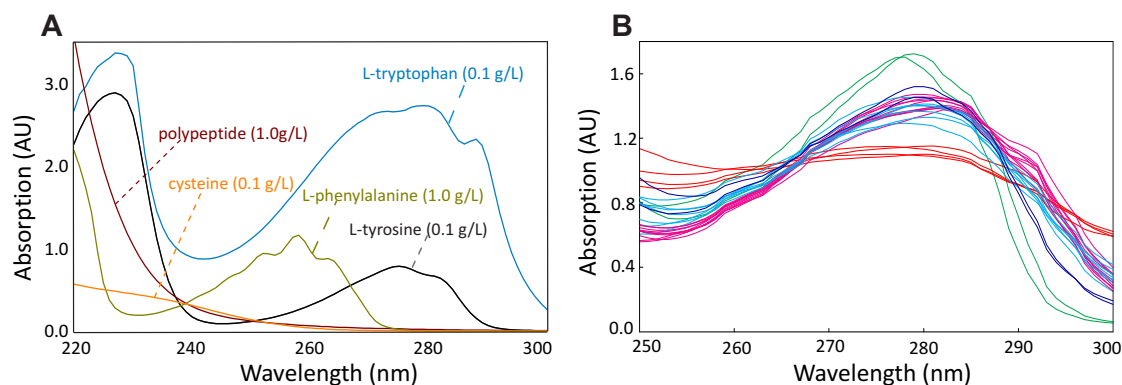 A
B
L-tryptophan (0.1 g/L)
polypeptide (1.0g/L)
cysteine (0.1 g/L)
L-phenylalanine (1.0 g/L)
L-tyrosine (0.1 g/L)
3.0
2.0
1.0
0.0
220
240
260
280
300
Absorption (AU)
Wavelength (nm)
1.6
1.2
0.8
0.4
0.0
250
260
270
280
290
300
Absorption (AU)
Wavelength (nm)